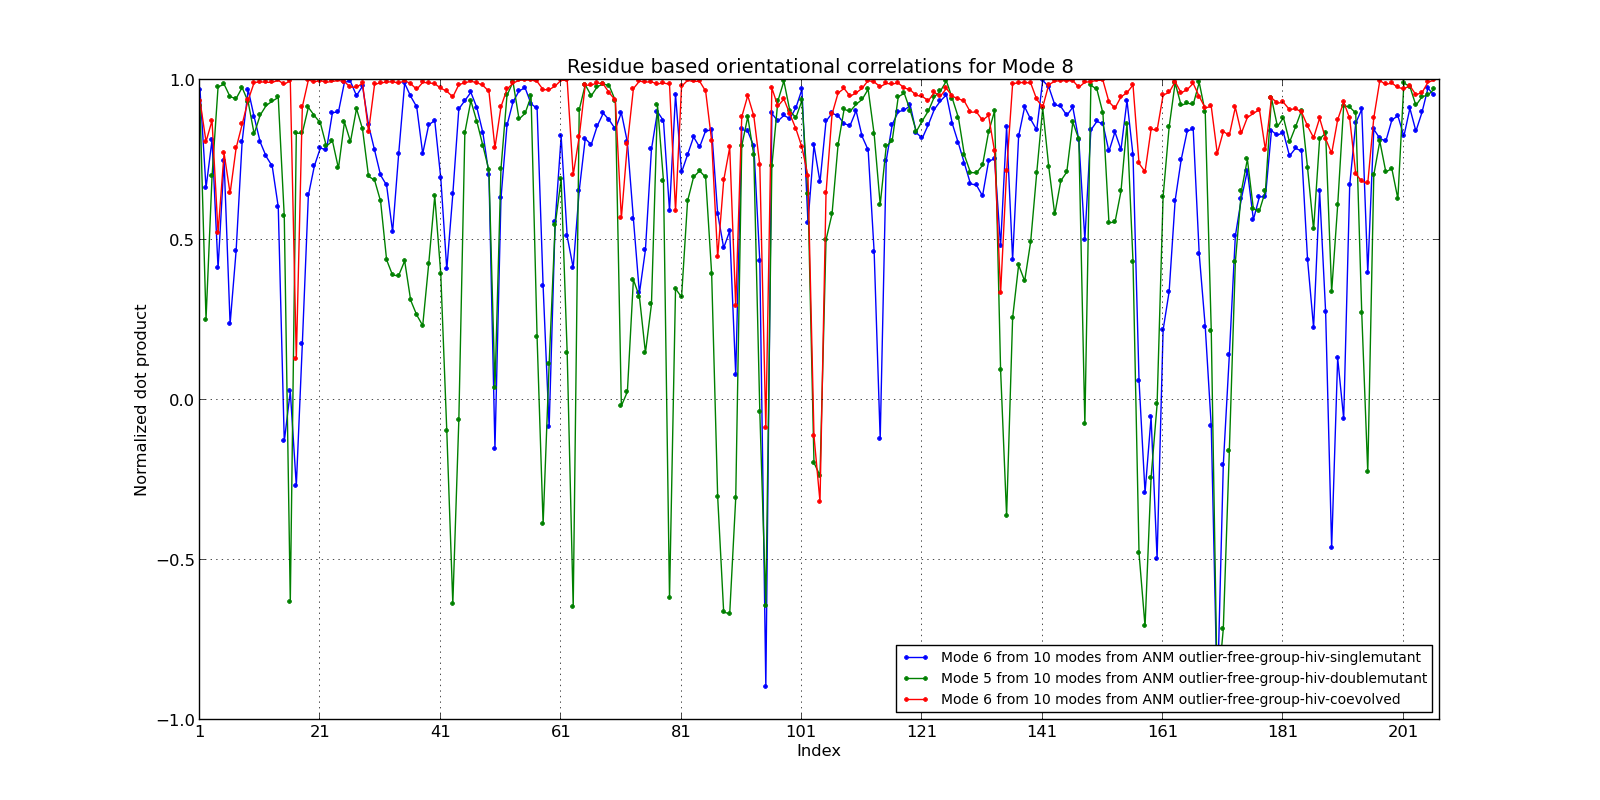 Residue based orientational correlations for Mode 8
1.0
0.5
0.0
−0.5
−1.0
Normalized dot product
Mode 6 from 10 modes from ANM outlier-free-group-hiv-singlemutant
Mode 5 from 10 modes from ANM outlier-free-group-hiv-doublemutant
Mode 6 from 10 modes from ANM outlier-free-group-hiv-coevolved
1 21 41 61 81 101 121 141 161 181 201
Index